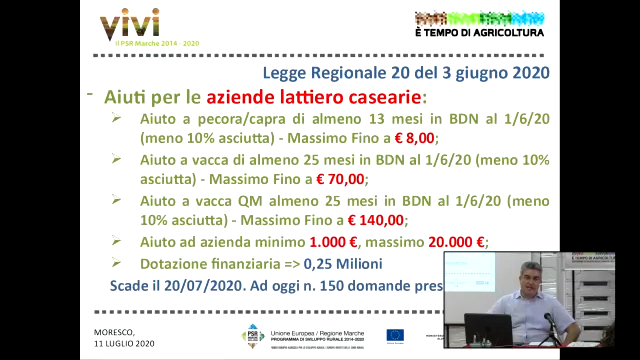 vivi
il PSR Marche 2014 - 2020
È TEMPO DI AGRICOLTURA
Legge Regionale 20 del 3 giugno 2020
- Aiuti per le aziende lattiero casearie:
➢ Aiuto a pecora/capra di almeno 13 mesi in BDN al 1/6/20
(meno 10% asciutta) - Massimo Fino a € 8,00;
➢ Aiuto a vacca di almeno 25 mesi in BDN al 1/6/20 (meno 10%
asciutta) - Massimo Fino a € 70,00;
➢ Aiuto a vacca QM almeno 25 mesi in BDN al 1/6/20 (meno
10% asciutta) - Massimo Fino a € 140,00;
➢ Aiuto ad azienda minimo 1.000 €, massimo 20.000 €;
➢ Dotazione finanziaria => 0,25 Milioni
Scade il 20/07/2020. Ad oggi n. 150 domande pres
È TEMPO DI AGRICOLTURA
MORESCO,
11 LUGLIO 2020
PSR
Unione Europea / Regione Marche
PROGRAMMA DI SVILUPPO RURALE 2014-2020